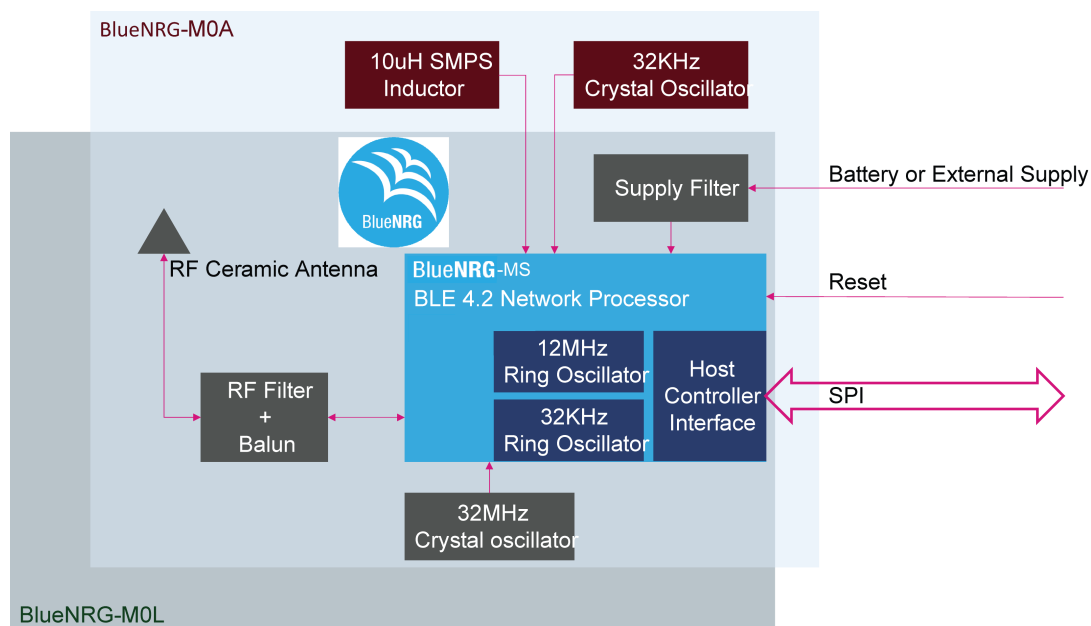 BlueNRG-M0A
10uH SMPS
Inductor
32KHz
Crystal Oscillator
BlueNRG
Supply Filter
Battery or External Supply
RF Ceramic Antenna
BlueNRG-MS
BLE 4.2 Network Processor
Reset
12MHz
Ring Oscillator
32KHz
Ring Oscillator
Host
Controller
Interface
SPI
RF Filter
+
Balun
32MHz
Crystal oscillator
BlueNRG-M0L